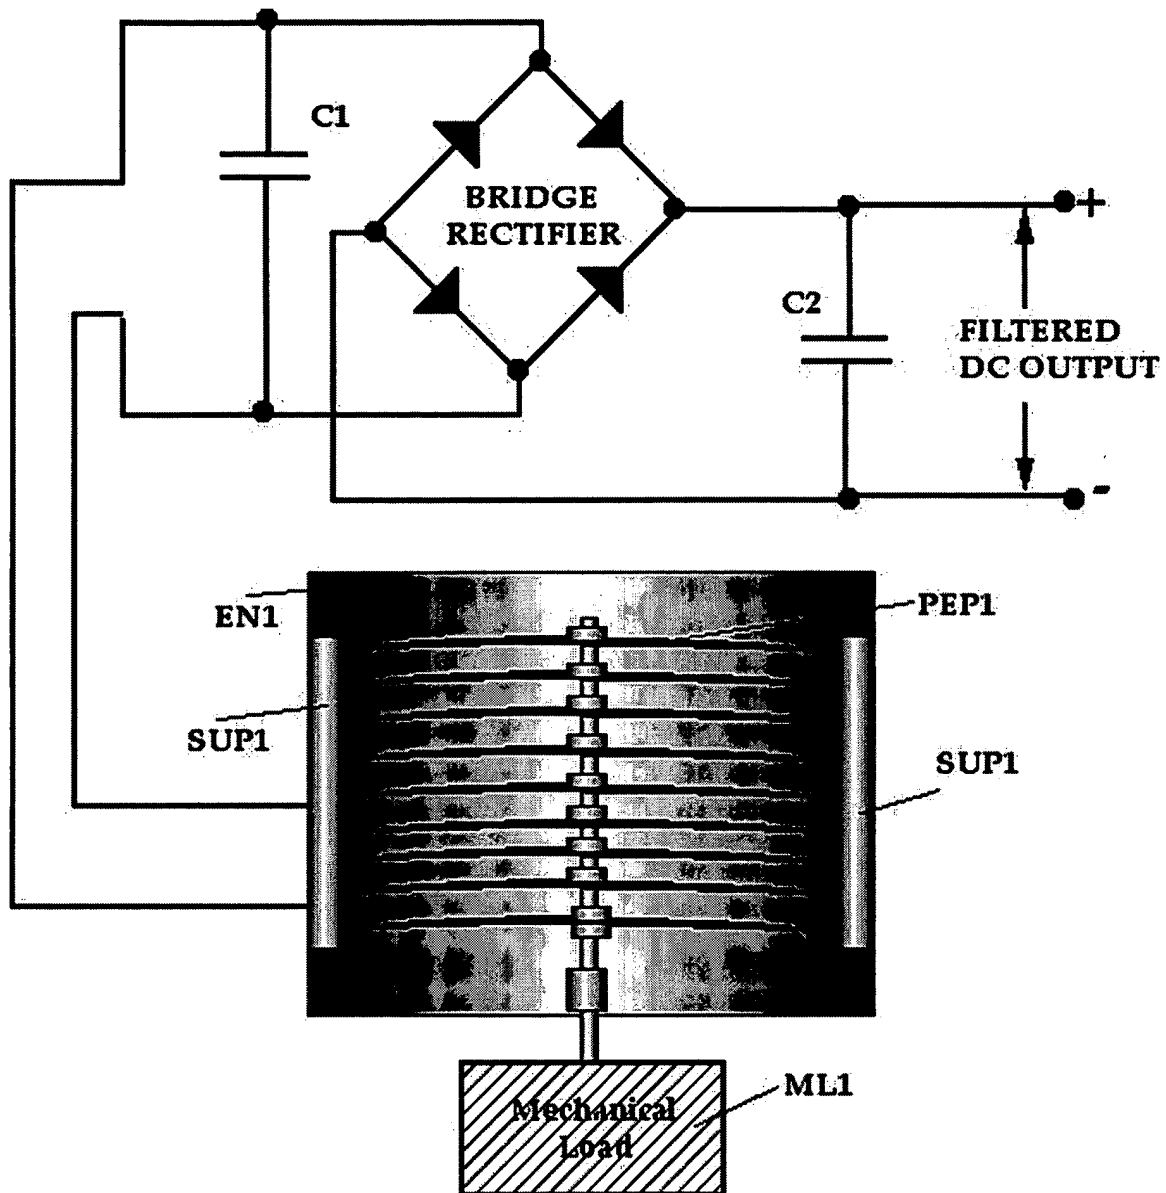 C1
BRIDGE
RECTIFIER
+
C2
FILTERED
DC OUTPUT
-
EN1
PEP1
SUP1
SUP1
ML1
Mechanical
Load